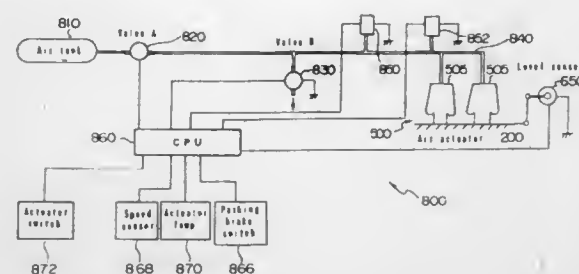 810
Air tank
Valve A
820
Valve B
830
860
852
840
505
505
Level sensor
650
500
200
Air actuator
860
CPU
800
Actuator switch
Speed sensor
Actuator lamp
Parking brake switch
872
868
870
866